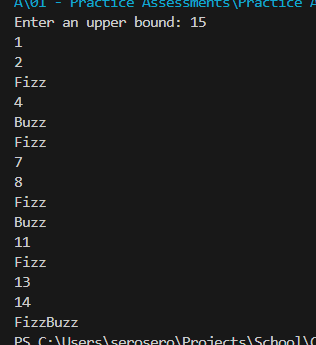 A\01 - Practice Assessments\Practice A
Enter an upper bound: 15
1
2
Fizz
4
Buzz
Fizz
7
8
Fizz
Buzz
11
Fizz
13
14
FizzBuzz
PS C:\Users\serosero\Projects\School\C